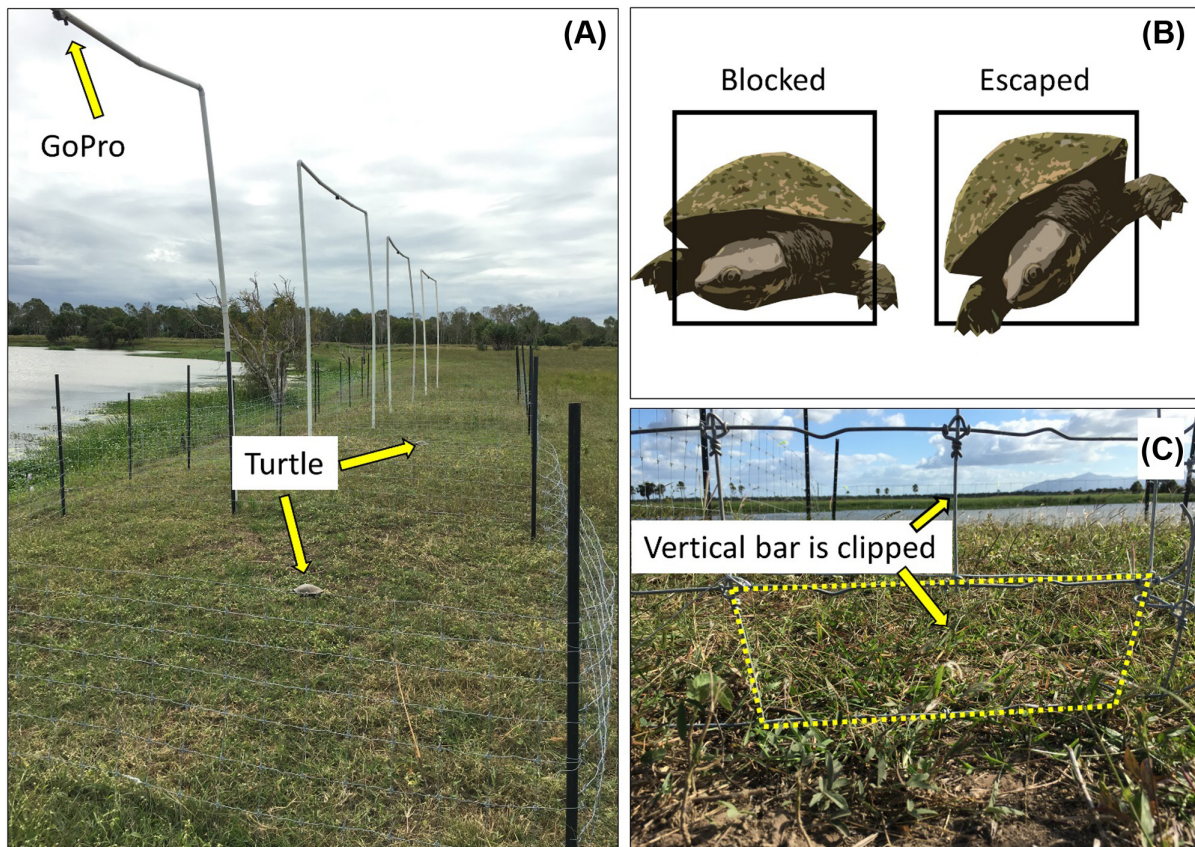 (A)
GoPro
Turtle
(B)
Blocked
Escaped
(C)
Vertical bar is clipped